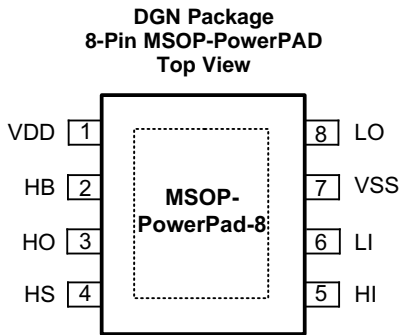 DGN Package
8-Pin MSOP-PowerPAD
Top View
VDD 1 8 LO
HB 2 7 VSS
MSOP-
PowerPad-8
HO 3 6 LI
HS 4 5 HI